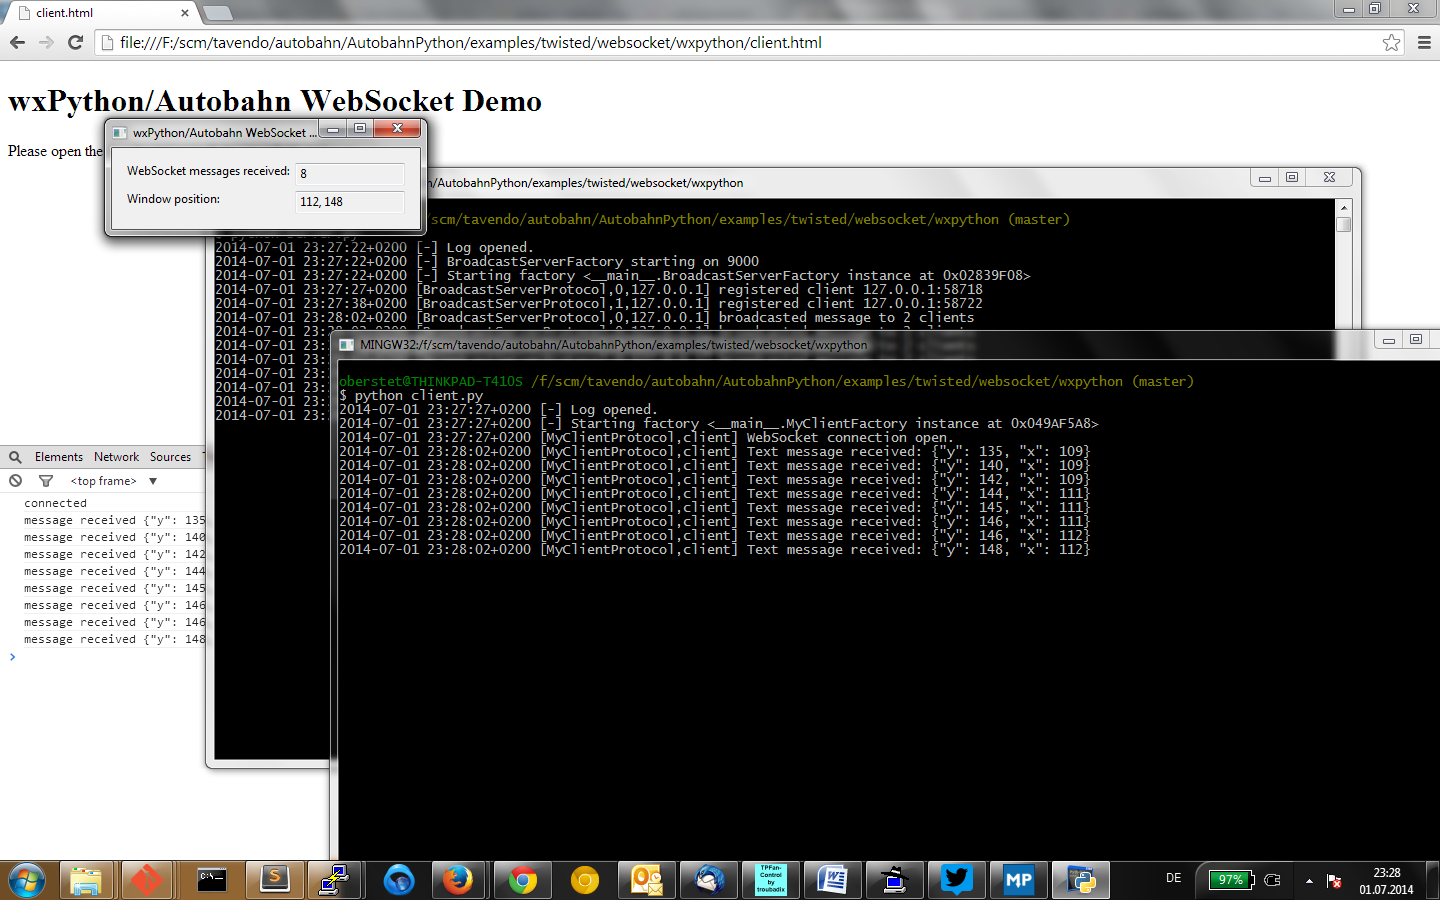 client.html
file:///F:/scm/tavendo/autobahn/AutobahnPython/examples/twisted/websocket/wxpython/client.html
wxPython/Autobahn WebSocket Demo
Please open the
wxPython/Autobahn WebSocket ...
WebSocket messages received: 8
Window position: 112, 148
/AutobahnPython/examples/twisted/websocket/wxpython
/scm/tavendo/autobahn/AutobahnPython/examples/twisted/websocket/wxpython (master)
2014-07-01 23:27:22+0200 [-] Log opened.
2014-07-01 23:27:22+0200 [-] BroadcastServerFactory starting on 9000
2014-07-01 23:27:22+0200 [-] Starting factory <__main__.BroadcastServerFactory instance at 0x02839F08>
2014-07-01 23:27:27+0200 [BroadcastServerProtocol,0,127.0.0.1] registered client 127.0.0.1:58718
2014-07-01 23:27:38+0200 [BroadcastServerProtocol,1,127.0.0.1] registered client 127.0.0.1:58722
2014-07-01 23:28:02+0200 [BroadcastServerProtocol,0,127.0.0.1] broadcasted message to 2 clients
2014-07-01 23:2
2014-07-01 23:2
2014-07-01 23:2
2014-07-01 23:2
2014-07-01 23:2
2014-07-01 23:2
MINGW32:/f/scm/tavendo/autobahn/AutobahnPython/examples/twisted/websocket/wxpython
oberstet@THINKPAD-T410S /f/scm/tavendo/autobahn/AutobahnPython/examples/twisted/websocket/wxpython (master)
$ python client.py
2014-07-01 23:27:27+0200 [-] Log opened.
2014-07-01 23:27:27+0200 [-] Starting factory <__main__.MyClientFactory instance at 0x049AF5A8>
2014-07-01 23:27:27+0200 [MyClientProtocol,client] WebSocket connection open.
2014-07-01 23:28:02+0200 [MyClientProtocol,client] Text message received: {"y": 135, "x": 109}
2014-07-01 23:28:02+0200 [MyClientProtocol,client] Text message received: {"y": 140, "x": 109}
2014-07-01 23:28:02+0200 [MyClientProtocol,client] Text message received: {"y": 142, "x": 109}
2014-07-01 23:28:02+0200 [MyClientProtocol,client] Text message received: {"y": 144, "x": 111}
2014-07-01 23:28:02+0200 [MyClientProtocol,client] Text message received: {"y": 145, "x": 111}
2014-07-01 23:28:02+0200 [MyClientProtocol,client] Text message received: {"y": 146, "x": 111}
2014-07-01 23:28:02+0200 [MyClientProtocol,client] Text message received: {"y": 146, "x": 112}
2014-07-01 23:28:02+0200 [MyClientProtocol,client] Text message received: {"y": 148, "x": 112}
Elements Network Sources
<top frame>
connected
message received {"y": 135
message received {"y": 140
message received {"y": 142
message received {"y": 144
message received {"y": 145
message received {"y": 146
message received {"y": 146
message received {"y": 148
C:\_
TPFan-
Control
by
troubadix
MP
DE
97%
23:28
01.07.2014